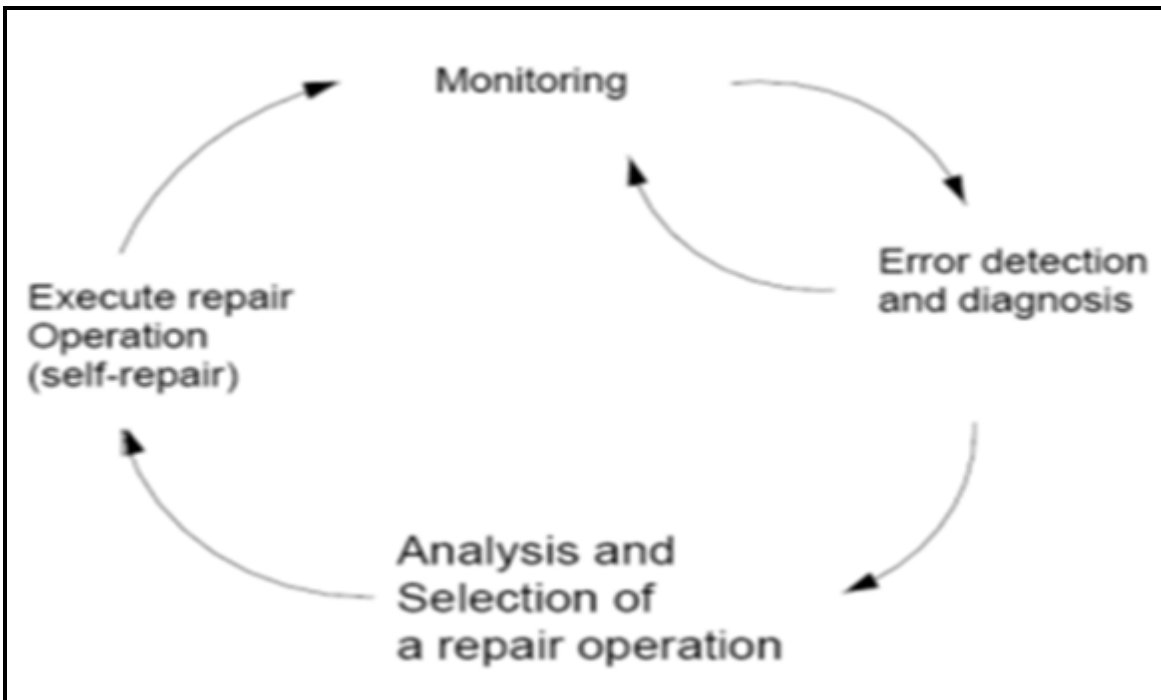 Monitoring
Error detection
and diagnosis
Execute repair
Operation
(self-repair)
Analysis and
Selection of
a repair operation